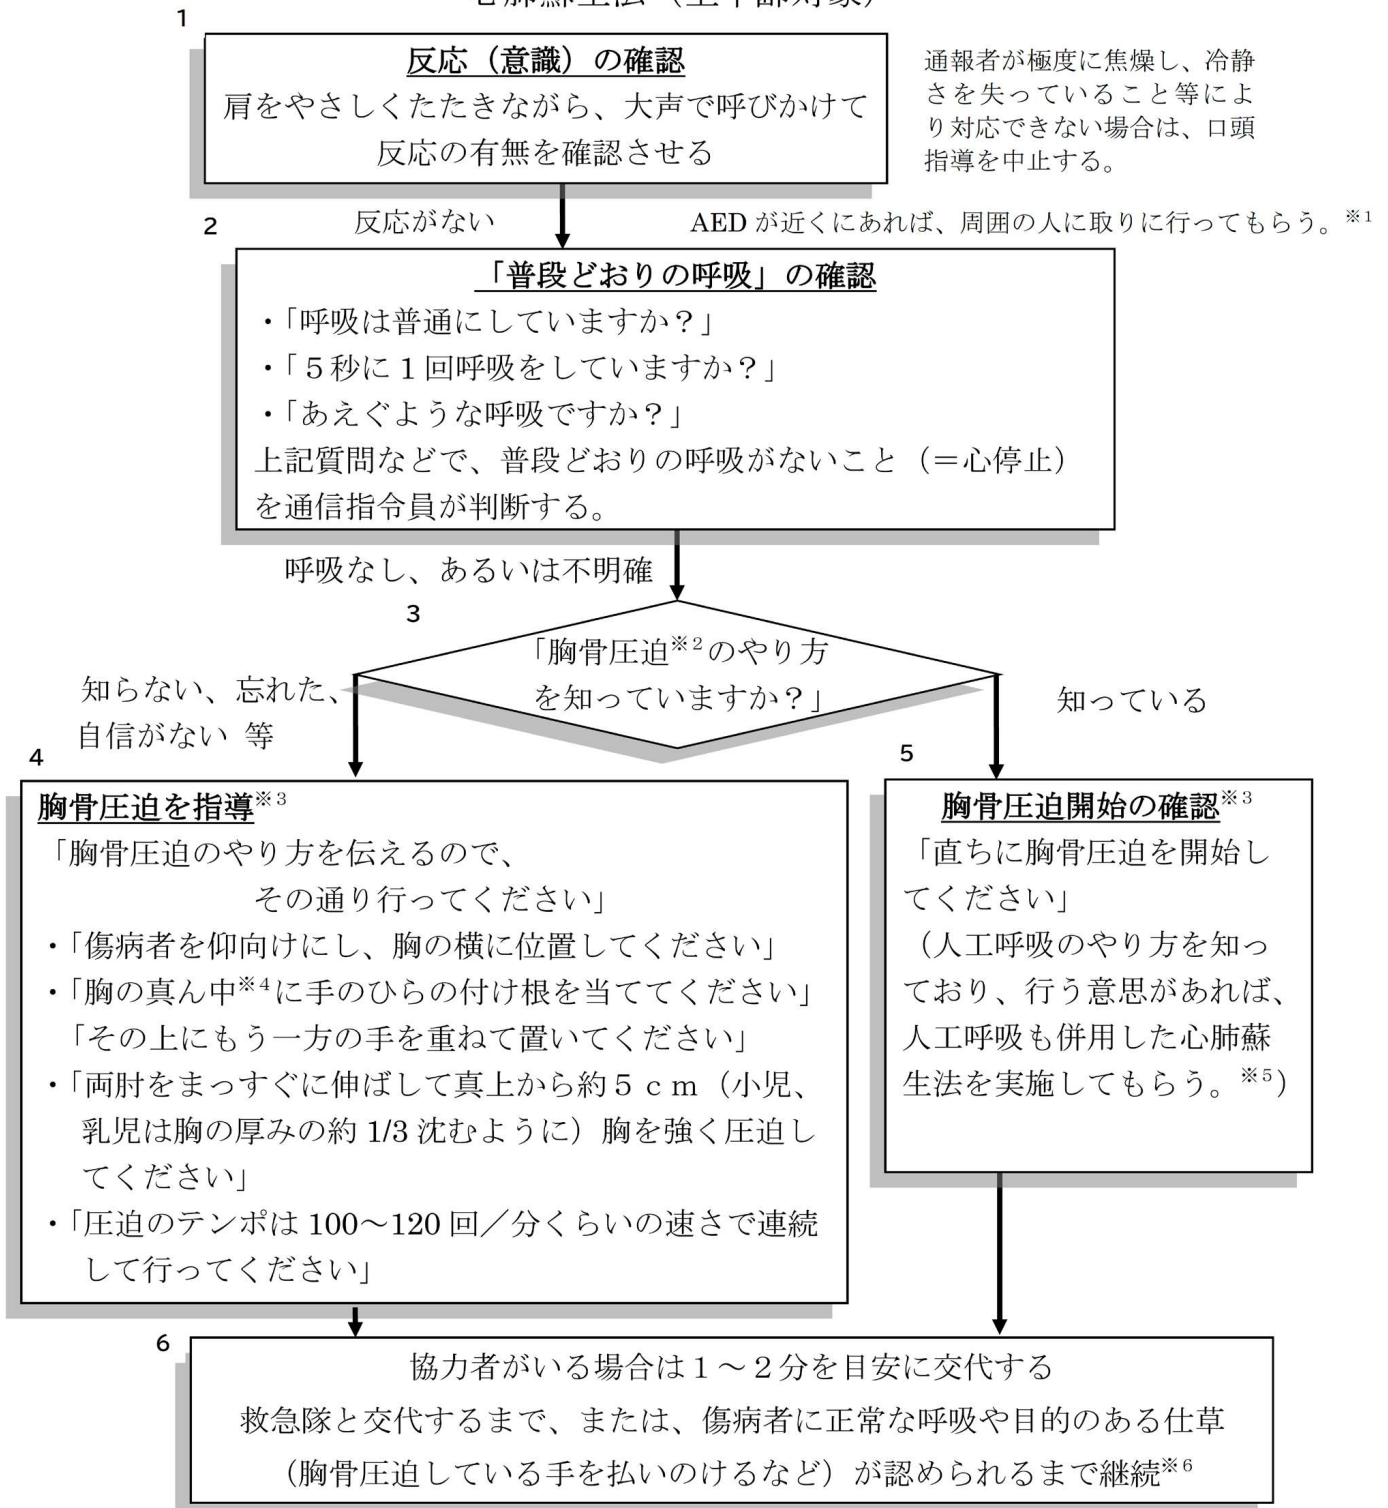 1
反応（意識）の確認
肩をやさしくたたきながら、大声で呼びかけて
反応の有無を確認させる
通報者が極度に焦燥し、冷静
さを失っていること等によ
り対応できない場合は、口頭
指導を中止する。
反応がない
AED が近くにあれば、周囲の人に取りに行ってもらう。※1
2
「普段どおりの呼吸」の確認
・「呼吸は普通にしていますか？」
・「５秒に１回呼吸をしていますか？」
・「あえぐような呼吸ですか？」
上記質問などで、普段どおりの呼吸がないこと（＝心停止）
を通信指令員が判断する。
呼吸なし、あるいは不明確
3
「胸骨圧迫※２のやり方
を知っていますか？」
知らない、忘れた、
自信がない 等
知っている
4
胸骨圧迫を指導※３
「胸骨圧迫のやり方を伝えるので、
その通り行ってください」
・「傷病者を仰向けにし、胸の横に位置してください」
・「胸の真ん中※４に手のひらの付け根を当ててください」
「その上にもう一方の手を重ねて置いてください」
・「両肘をまっすぐに伸ばして真上から約５ｃｍ（小児、
乳児は胸の厚みの約 1/3 沈むように）胸を強く圧迫し
てください」
・「圧迫のテンポは 100～120 回／分くらいの速さで連続
して行ってください」
5
胸骨圧迫開始の確認※３
「直ちに胸骨圧迫を開始し
てください」
（人工呼吸のやり方を知っ
ており、行う意思があれば、
人工呼吸も併用した心肺蘇
生法を実施してもらう。※５）
6
協力者がいる場合は１～２分を目安に交代する
救急隊と交代するまで、または、傷病者に正常な呼吸や目的のある仕草
（胸骨圧迫している手を払いのけるなど）が認められるまで継続※６